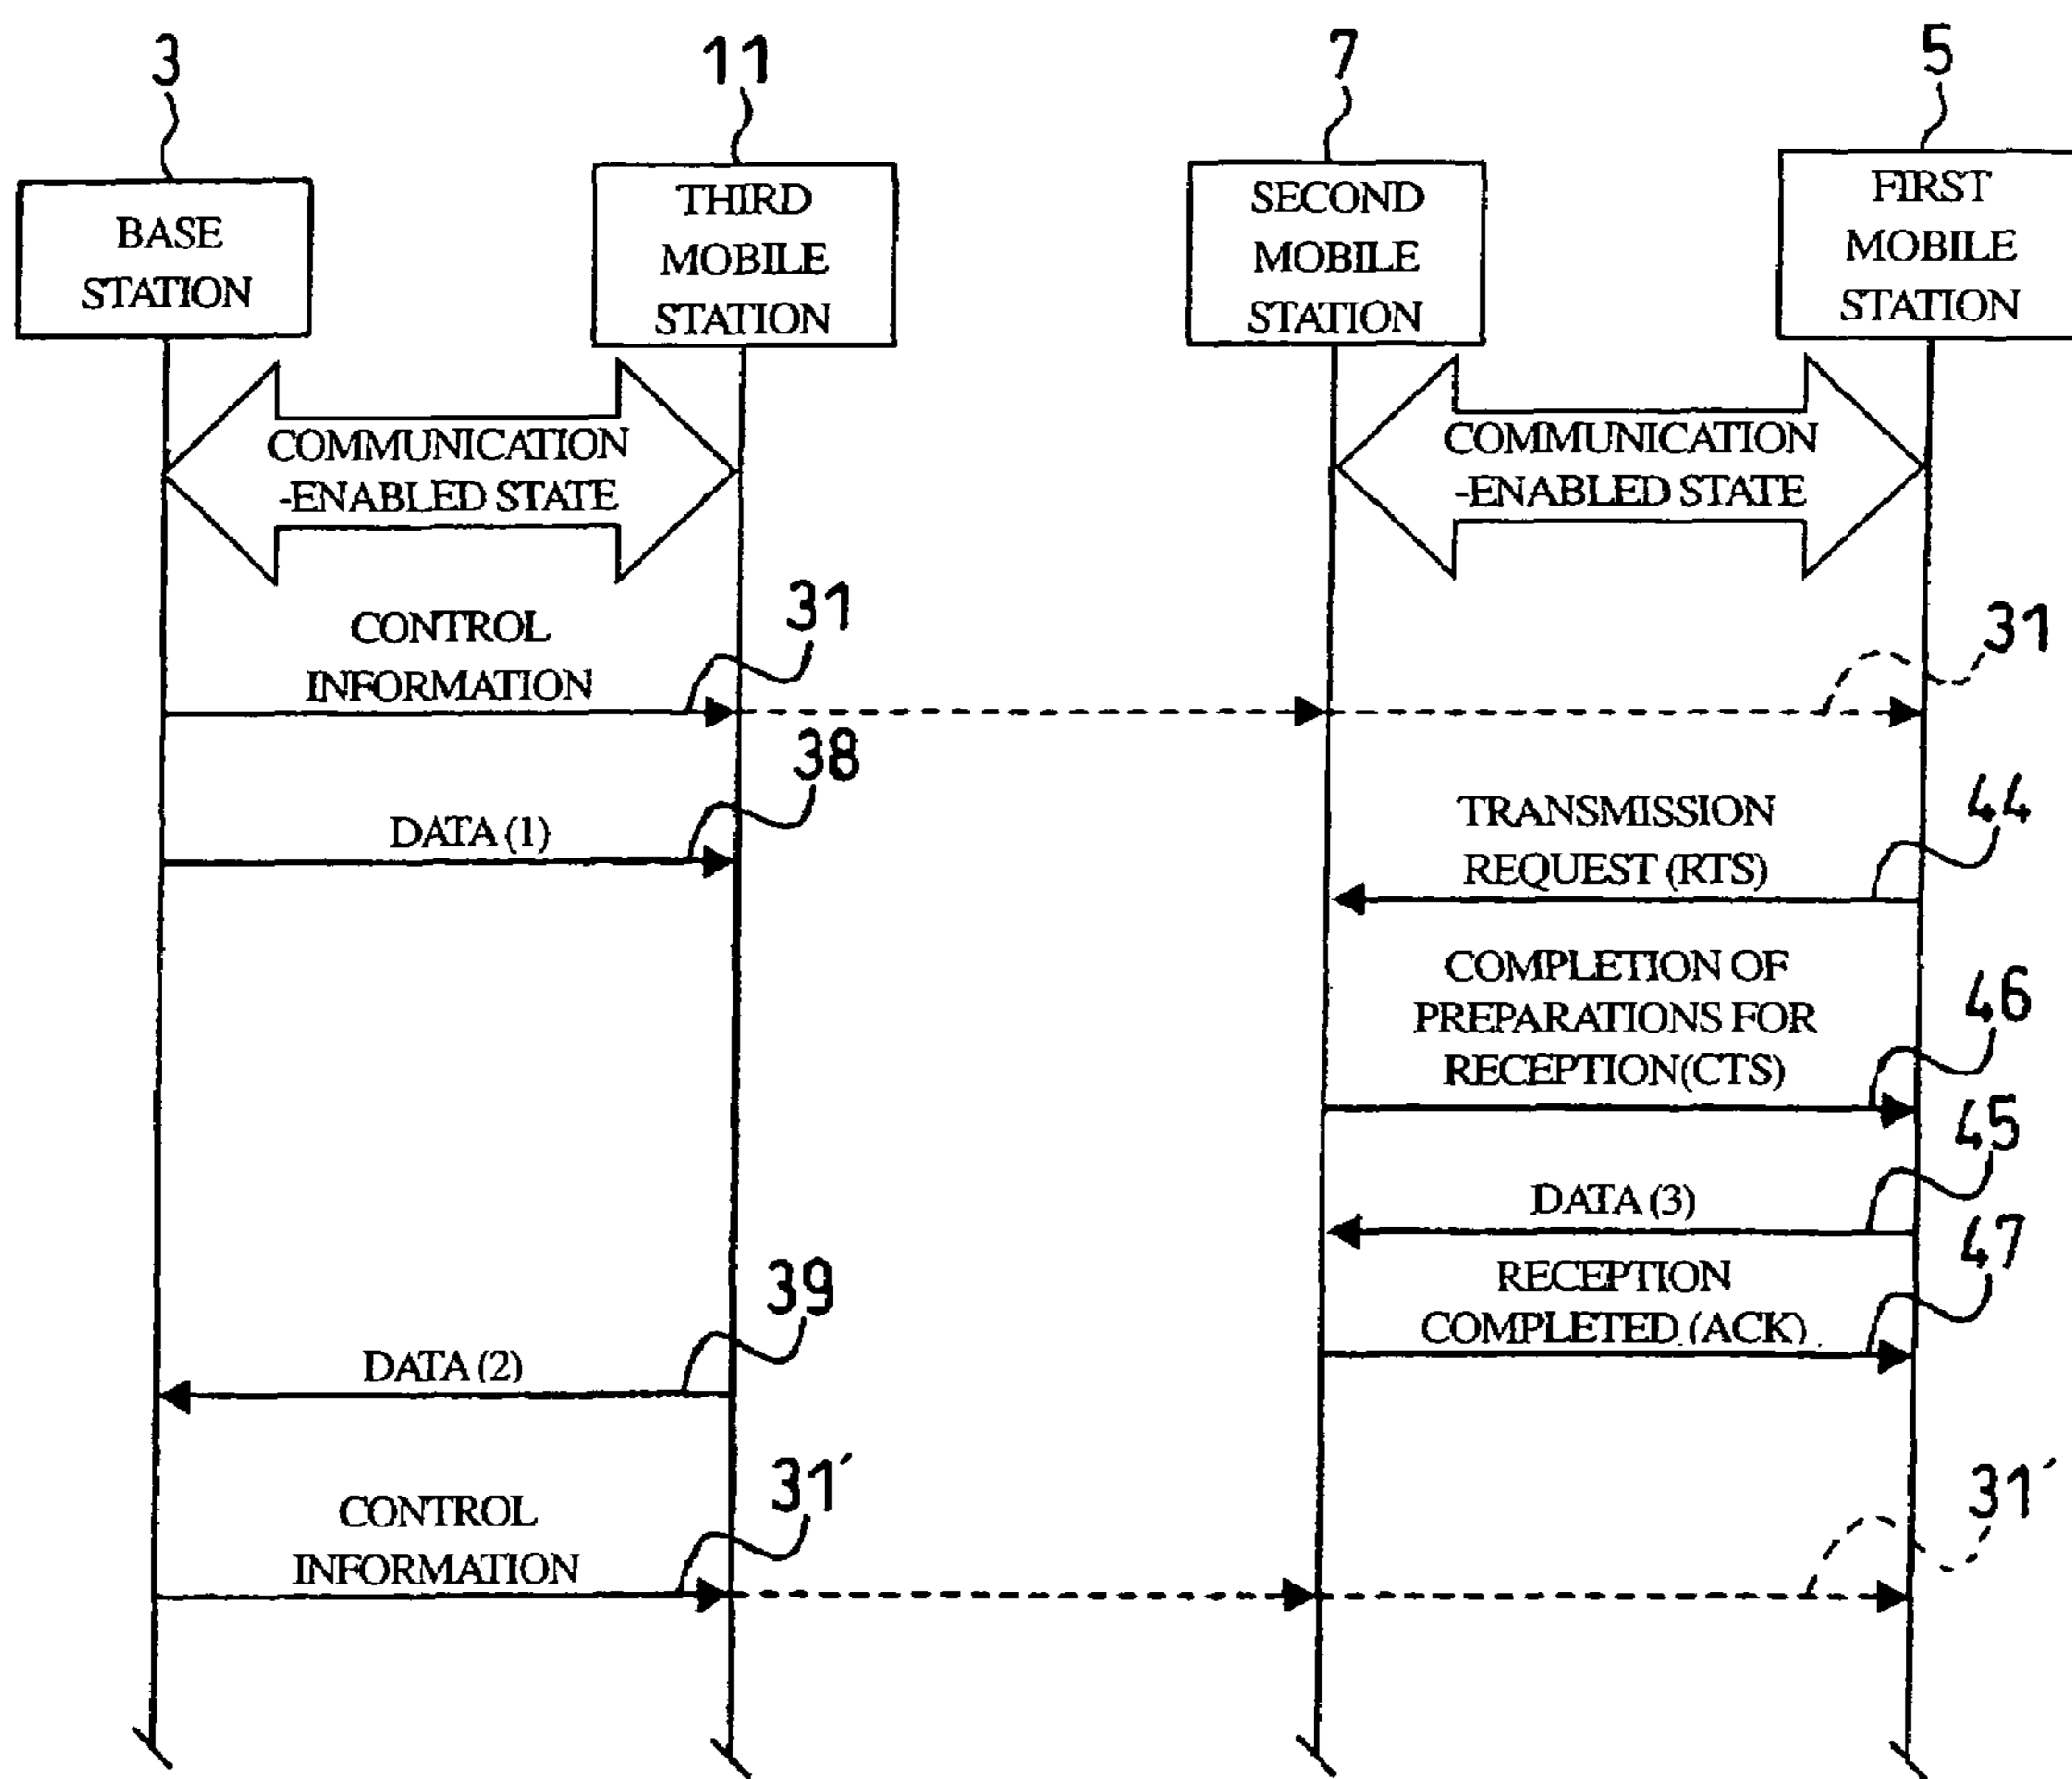 3
11
7
5
BASE
STATION
THIRD
MOBILE
STATION
SECOND
MOBILE
STATION
FIRST
MOBILE
STATION
COMMUNICATION
-ENABLED STATE
COMMUNICATION
-ENABLED STATE
CONTROL
INFORMATION
31
31
DATA (1)
38
TRANSMISSION
REQUEST (RTS)
44
COMPLETION OF
PREPARATIONS FOR
RECEPTION(CTS)
46
DATA (3)
45
RECEPTION
COMPLETED (ACK)
47
DATA (2)
39
CONTROL
INFORMATION
31´
31´